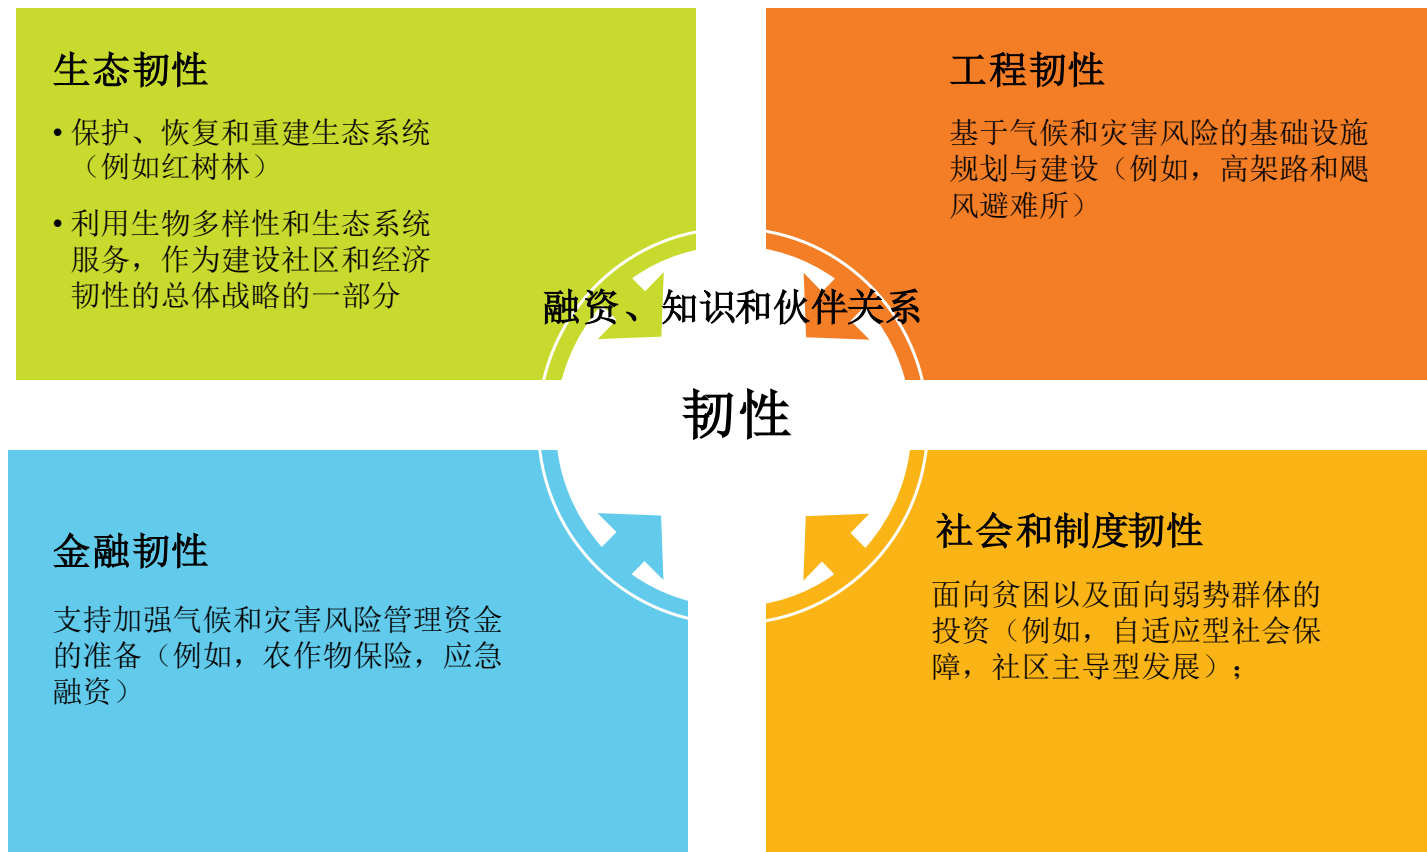 生态韧性
• 保护、恢复和重建生态系统
（例如红树林）
• 利用生物多样性和生态系统
服务，作为建设社区和经济
韧性的总体战略的一部分
工程韧性
基于气候和灾害风险的基础设施
规划与建设（例如，高架路和飓
风避难所）
融资、知识和伙伴关系
韧性
金融韧性
支持加强气候和灾害风险管理资金
的准备（例如，农作物保险，应急
融资）
社会和制度韧性
面向贫困以及面向弱势群体的
投资（例如，自适应型社会保
障，社区主导型发展）；